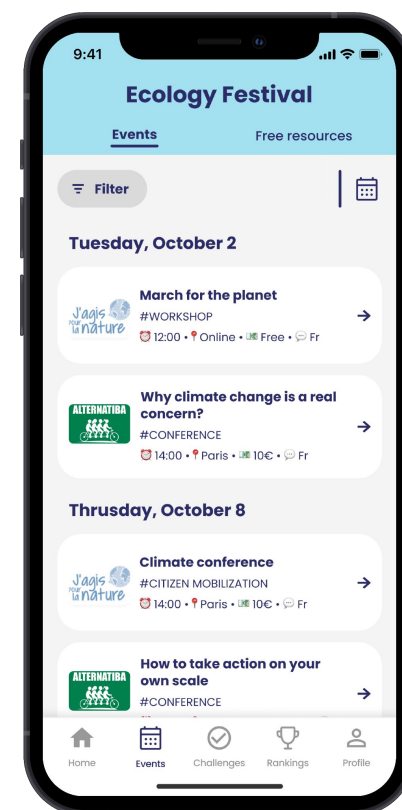 9:41
Ecology Festival
Events
Free resources
Filter
Tuesday, October 2
J'agis
POUR
la nature
March for the planet
#WORKSHOP
12:00 • Online • Free • Fr
ALTERNATIBA
Why climate change is a real
concern?
#CONFERENCE
14:00 • Paris • 10€ • Fr
Thrusday, October 8
J'agis
POUR
la nature
Climate conference
#CITIZEN MOBILIZATION
14:00 • Paris • 10€ • Fr
ALTERNATIBA
How to take action on your
own scale
#CONFERENCE
Home
Events
Challenges
Rankings
Profile